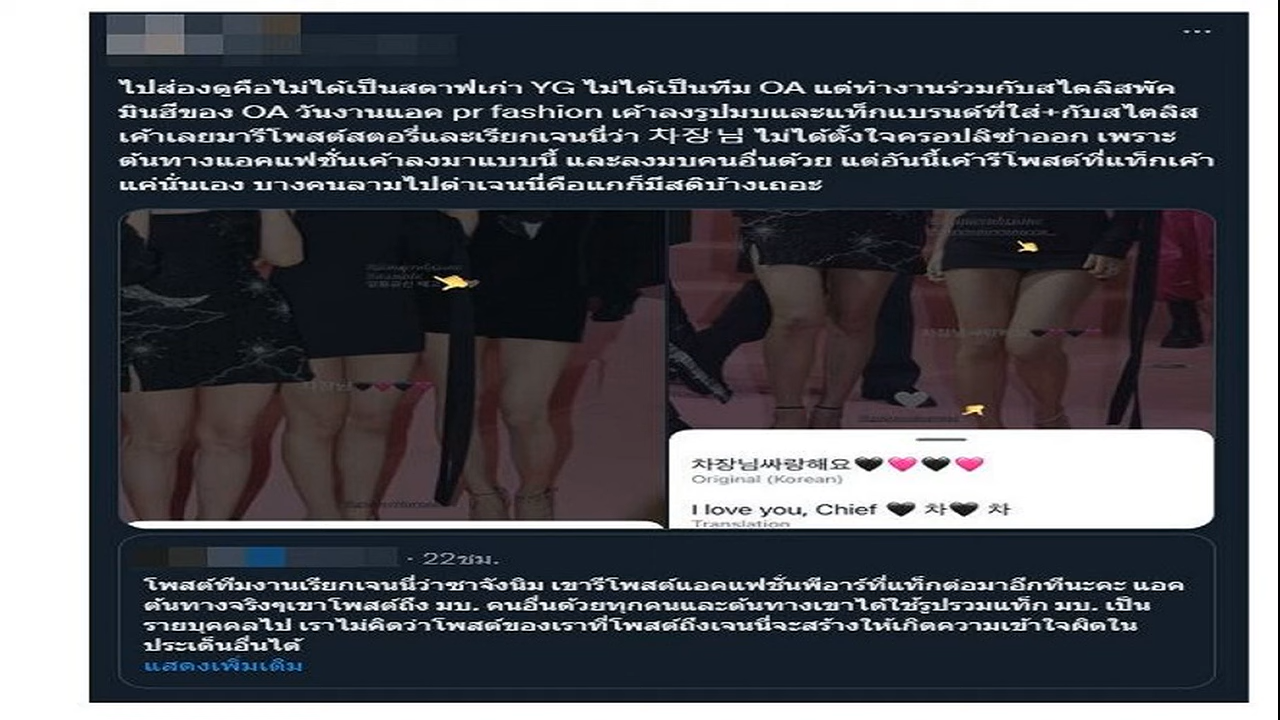 ไปส่องดูคือไม่ได้เป็นสตาฟเก่า YG ไม่ได้เป็นทีม OA แต่ทำงานร่วมกับสไตลิสพัค
มินฮีของ OA วันงานแอค pr fashion เค้าลงรูปมบและแท็กแบรนด์ที่ใส่+กับสไตลิส
เค้าเลยมารีโพสต์สตอรี่และเรียกเจนนี่ว่า 차장님 ไม่ได้ตั้งใจครอปลิซ่าออก เพราะ
ต้นทางแอคแฟชั่นเค้าลงมาแบบนี้ และลงมบคนอื่นด้วย แต่อันนี้เค้ารีโพสต์ที่แท็กเค้า
แค่นั่นเอง บางคนลามไปด่าเจนนี่คือแกก็มีสติบ้างเถอะ
차장님싸랑해요🖤💗🖤💗
Original (Korean)
I love you, Chief 🖤 차🖤 차
Translation
· 22ชม.
โพสต์ทีมงานเรียกเจนนี่ว่าชาจังนิม เขารีโพสต์แอคแฟชั่นพีอาร์ที่แท็กต่อมาอีกทีนะคะ แอค
ต้นทางจริงๆเขาโพสต์ถึง มบ. คนอื่นด้วยทุกคนและต้นทางเขาได้ใช้รูปรวมแท็ก มบ. เป็น
รายบุคคลไป เราไม่คิดว่าโพสต์ของเราที่โพสต์ถึงเจนนี่จะสร้างให้เกิดความเข้าใจผิดใน
ประเด็นอื่นได้
แสดงเพิ่มเติม